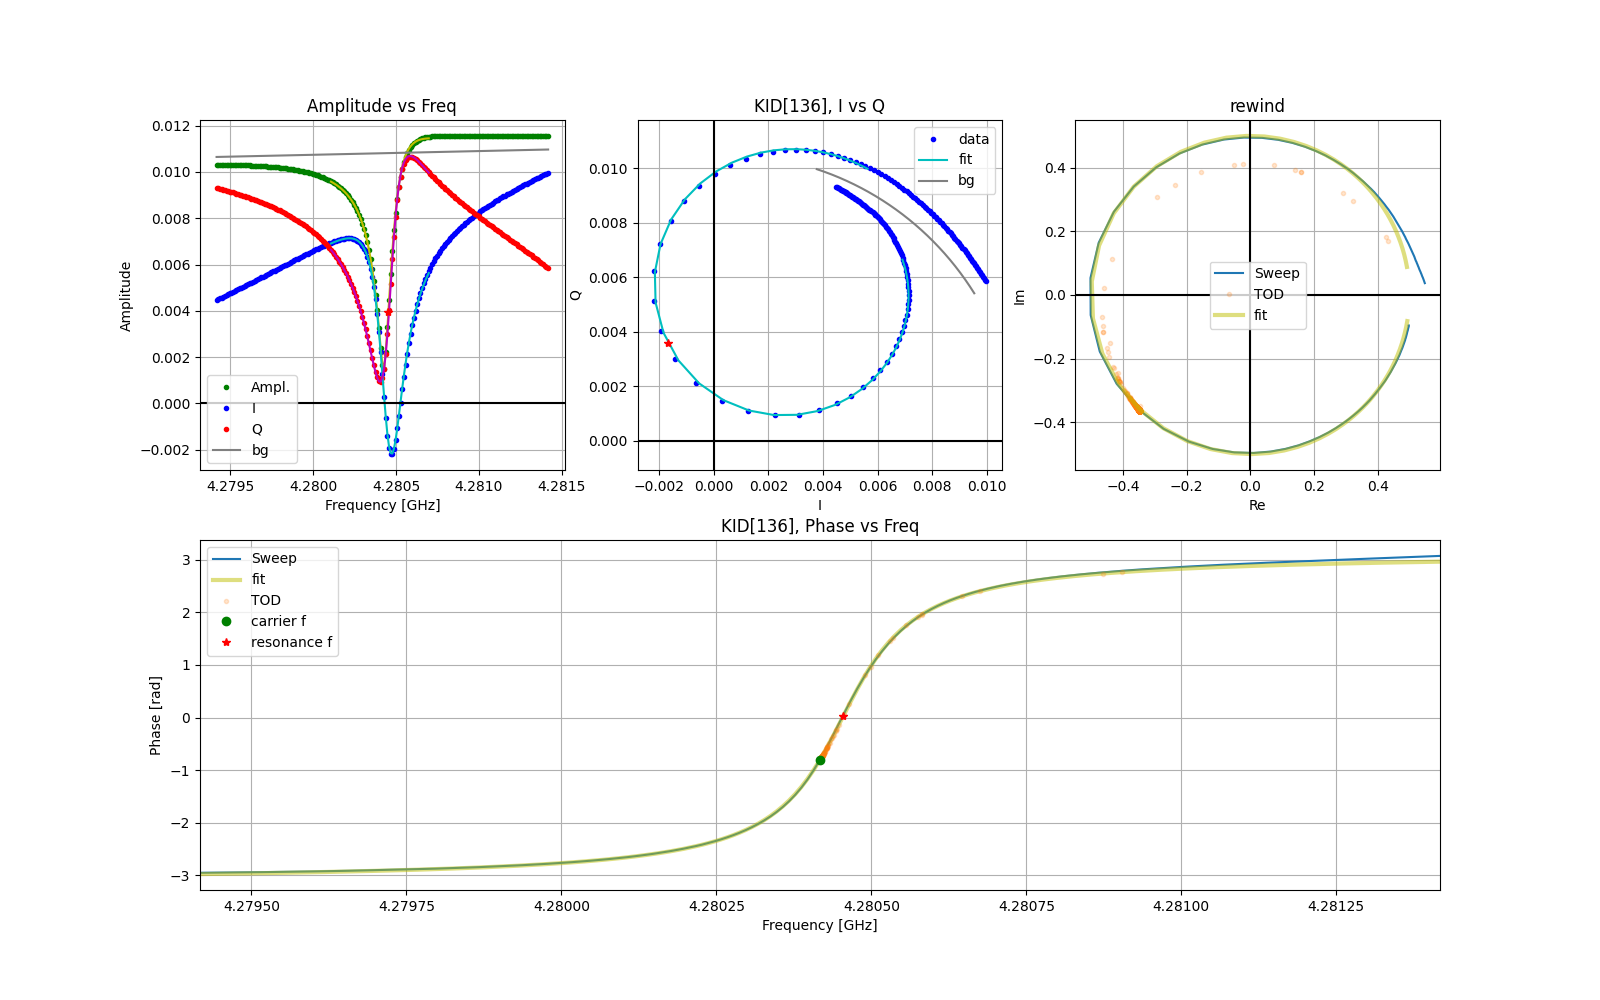 Amplitude vs Freq
Amplitude
0.012
0.010
0.008
0.006
0.004
0.002
0.000
−0.002
Ampl.
I
Q
bg
4.2795 4.2800 4.2805 4.2810 4.2815
Frequency [GHz]
KID[136], I vs Q
Q
0.010
0.008
0.006
0.004
0.002
0.000
data
fit
bg
−0.002 0.000 0.002 0.004 0.006 0.008 0.010
I
rewind
Im
0.4
0.2
0.0
−0.2
−0.4
Sweep
TOD
fit
−0.4 −0.2 0.0 0.2 0.4
Re
KID[136], Phase vs Freq
Phase [rad]
3
2
1
0
−1
−2
−3
Sweep
fit
TOD
carrier f
resonance f
4.27950 4.27975 4.28000 4.28025 4.28050 4.28075 4.28100 4.28125
Frequency [GHz]